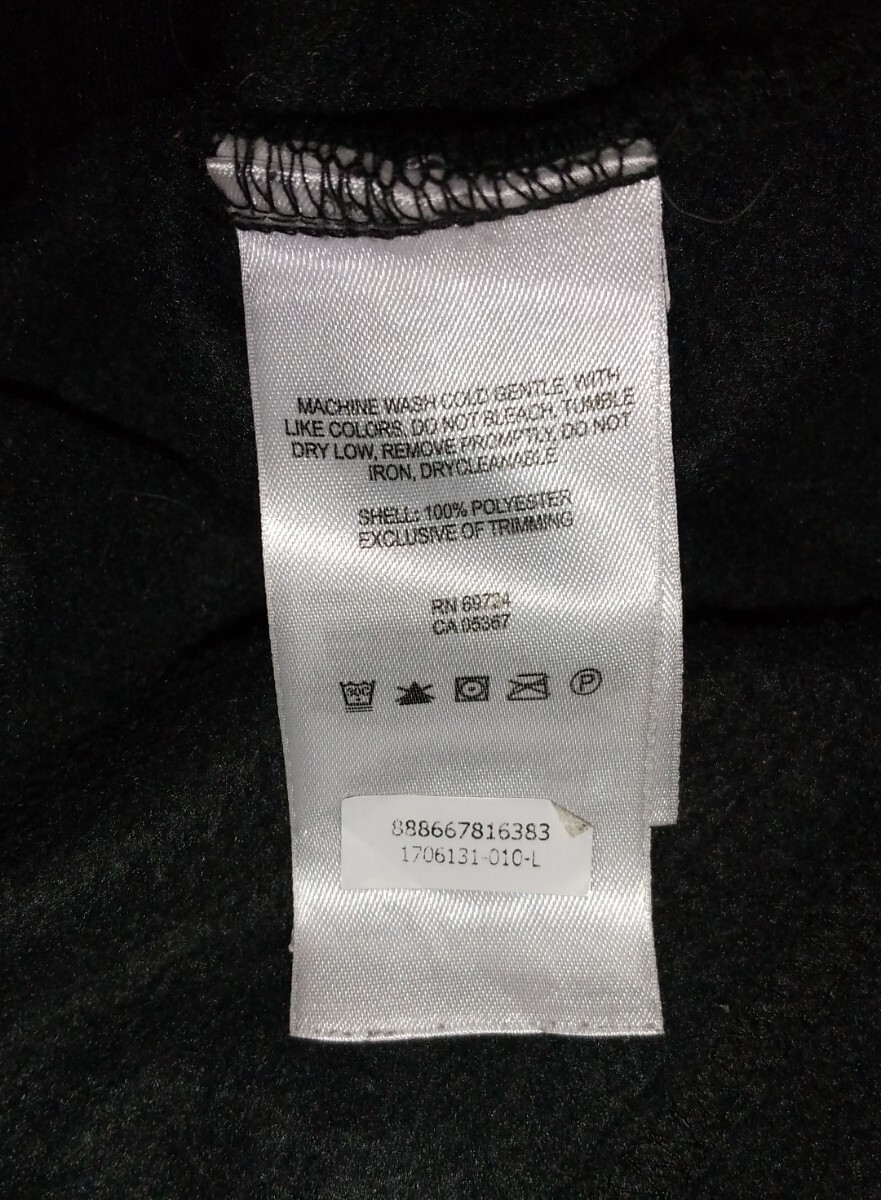 MACHINE WASH COLD GENTLE, WITH
LIKE COLORS, DO NOT BLEACH, TUMBLE
DRY LOW, REMOVE PROMPTLY, DO NOT
IRON, DRYCLEANABLE
SHELL: 100% POLYESTER
EXCLUSIVE OF TRIMMING
RN 69724
CA 05367
30C
P
888667816383
1706131-010-L